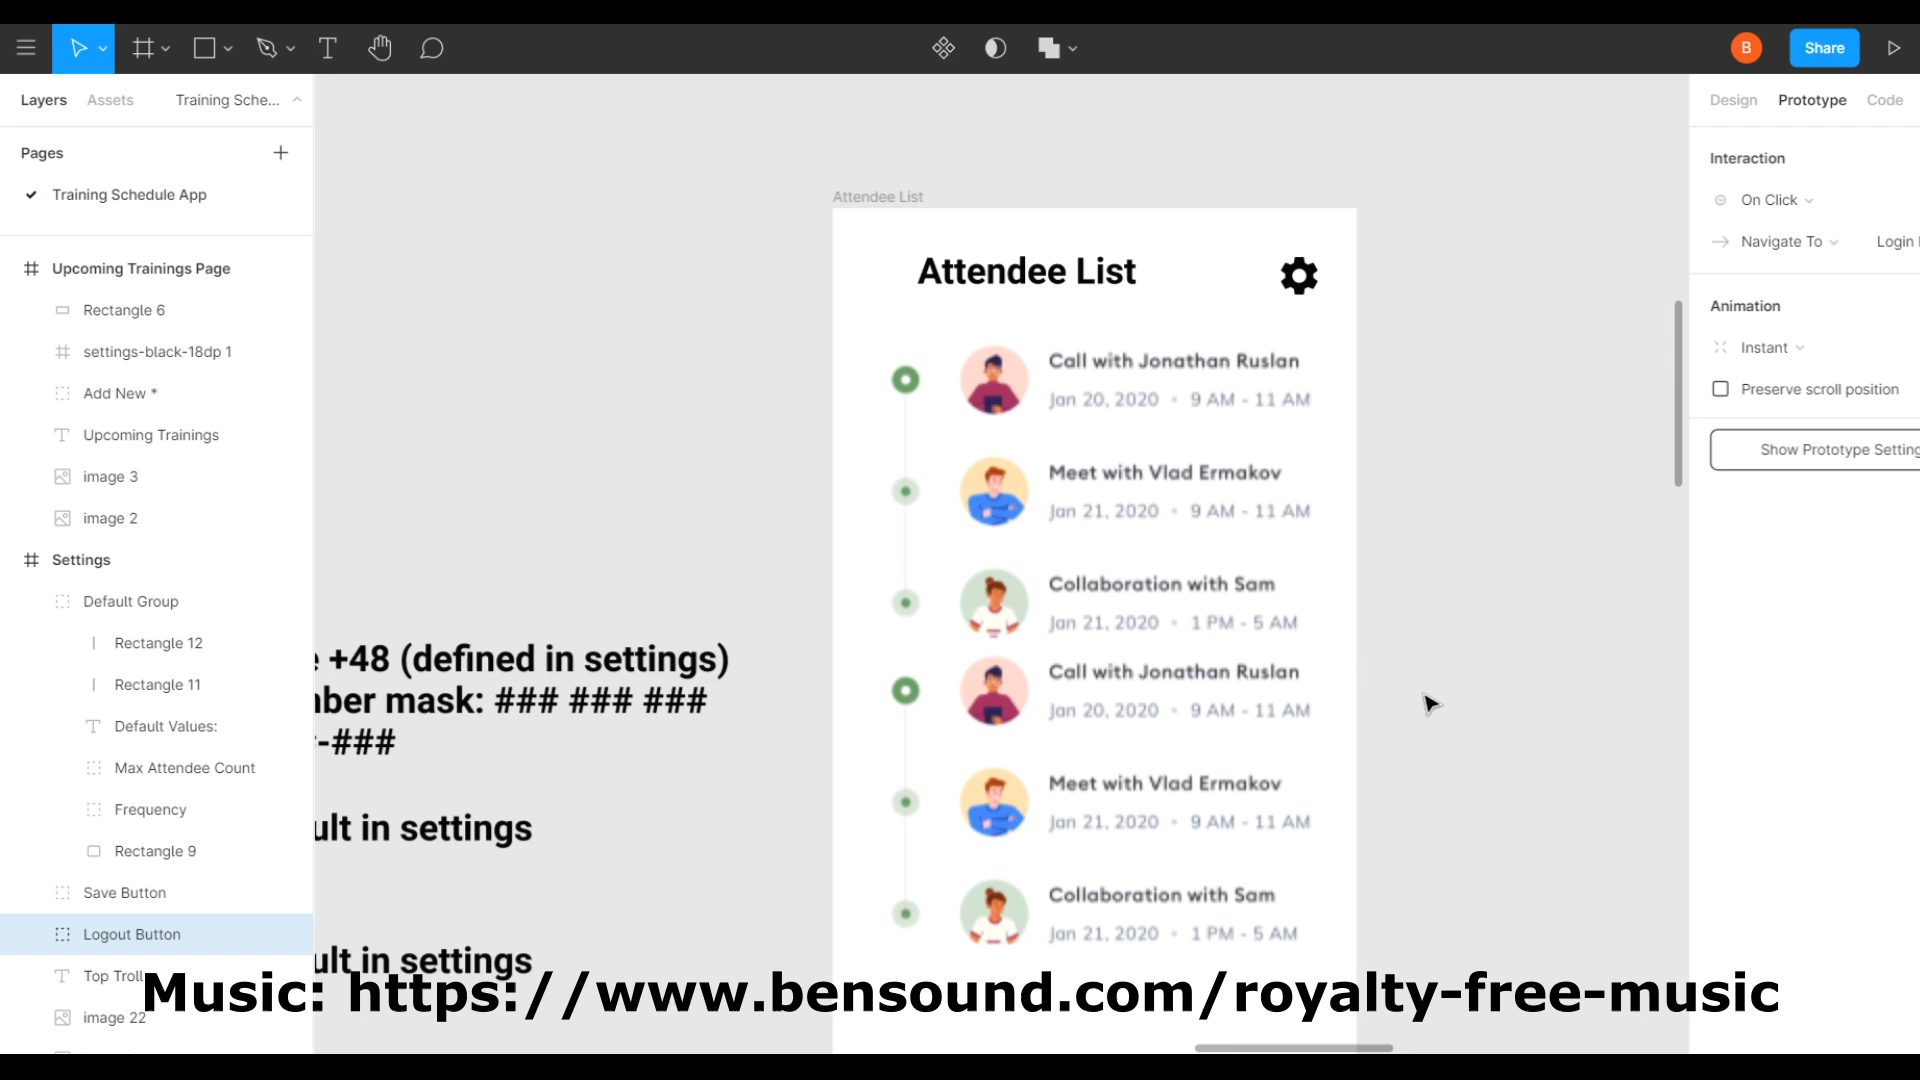 B
Share
Layers
Assets
Training Sche...
Design
Prototype
Code
Pages
Training Schedule App
Upcoming Trainings Page
Rectangle 6
settings-black-18dp 1
Add New *
Upcoming Trainings
image 3
image 2
Settings
Default Group
Rectangle 12
Rectangle 11
Default Values:
Max Attendee Count
Frequency
Rectangle 9
Save Button
Logout Button
Top Troll
image 22
+48 (defined in settings)
mask: ### ### ###
-###
in settings
in settings
Attendee List
Attendee List
Call with Jonathan Ruslan
Jan 20, 2020 • 9 AM - 11 AM
Meet with Vlad Ermakov
Jan 21, 2020 • 9 AM - 11 AM
Collaboration with Sam
Jan 21, 2020 • 1 PM - 5 AM
Call with Jonathan Ruslan
Jan 20, 2020 • 9 AM - 11 AM
Meet with Vlad Ermakov
Jan 21, 2020 • 9 AM - 11 AM
Collaboration with Sam
Jan 21, 2020 • 1 PM - 5 AM
Interaction
On Click
Navigate To
Login
Animation
Instant
Preserve scroll position
Show Prototype Setting
Music: https://www.bensound.com/royalty-free-music